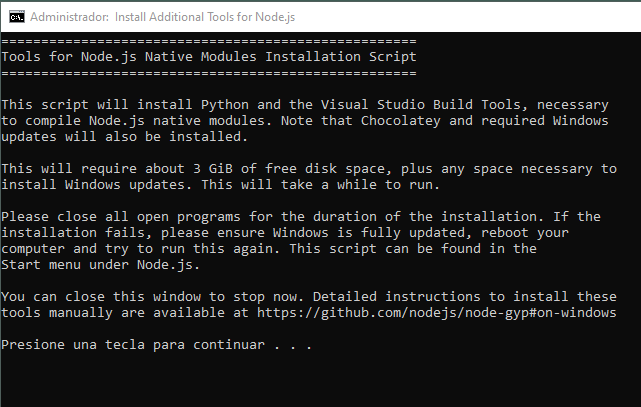 Administrador: Install Additional Tools for Node.js
====================================================
Tools for Node.js Native Modules Installation Script
====================================================
This script will install Python and the Visual Studio Build Tools, necessary
to compile Node.js native modules. Note that Chocolatey and required Windows
updates will also be installed.
This will require about 3 GiB of free disk space, plus any space necessary to
install Windows updates. This will take a while to run.
Please close all open programs for the duration of the installation. If the
installation fails, please ensure Windows is fully updated, reboot your
computer and try to run this again. This script can be found in the
Start menu under Node.js.
You can close this window to stop now. Detailed instructions to install these
tools manually are available at https://github.com/nodejs/node-gyp#on-windows
Presione una tecla para continuar . . .